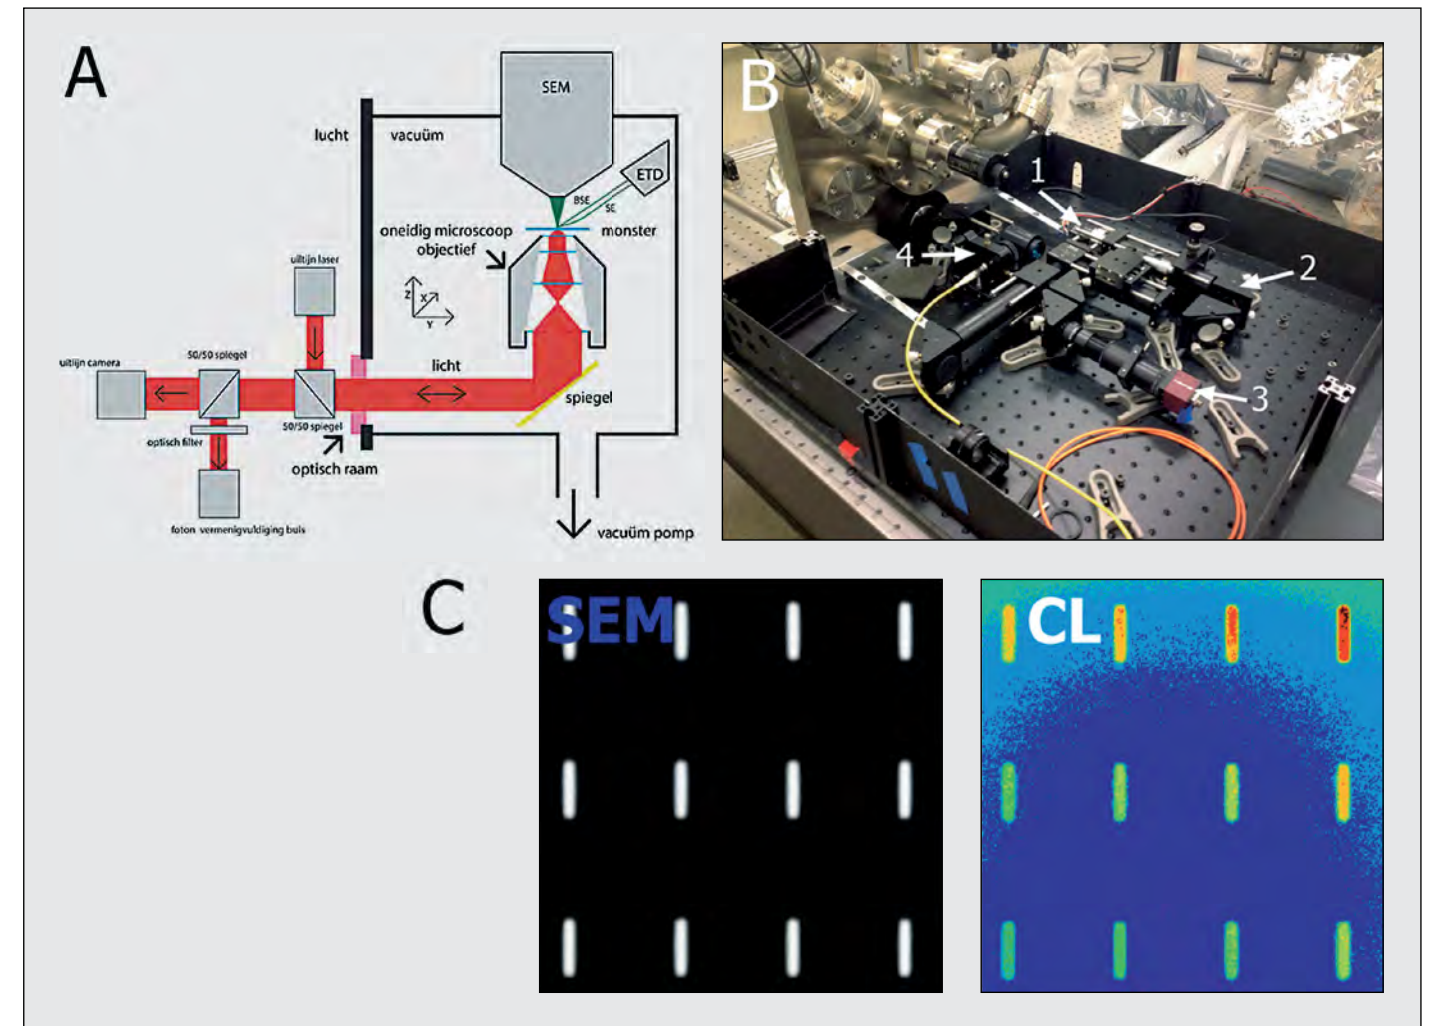 A
SEM
lucht
vacuüm
ETD
BSE
SE
oneidig microscoop
objectief
monster
uitlijn laser
Z
X
Y
50/50 spiegel
licht
uitlijn camera
spiegel
50/50 spiegel
optisch filter
optisch raam
foton vermenigvuldiging buis
vacuüm pomp
B
1
2
3
4
C
SEM
CL